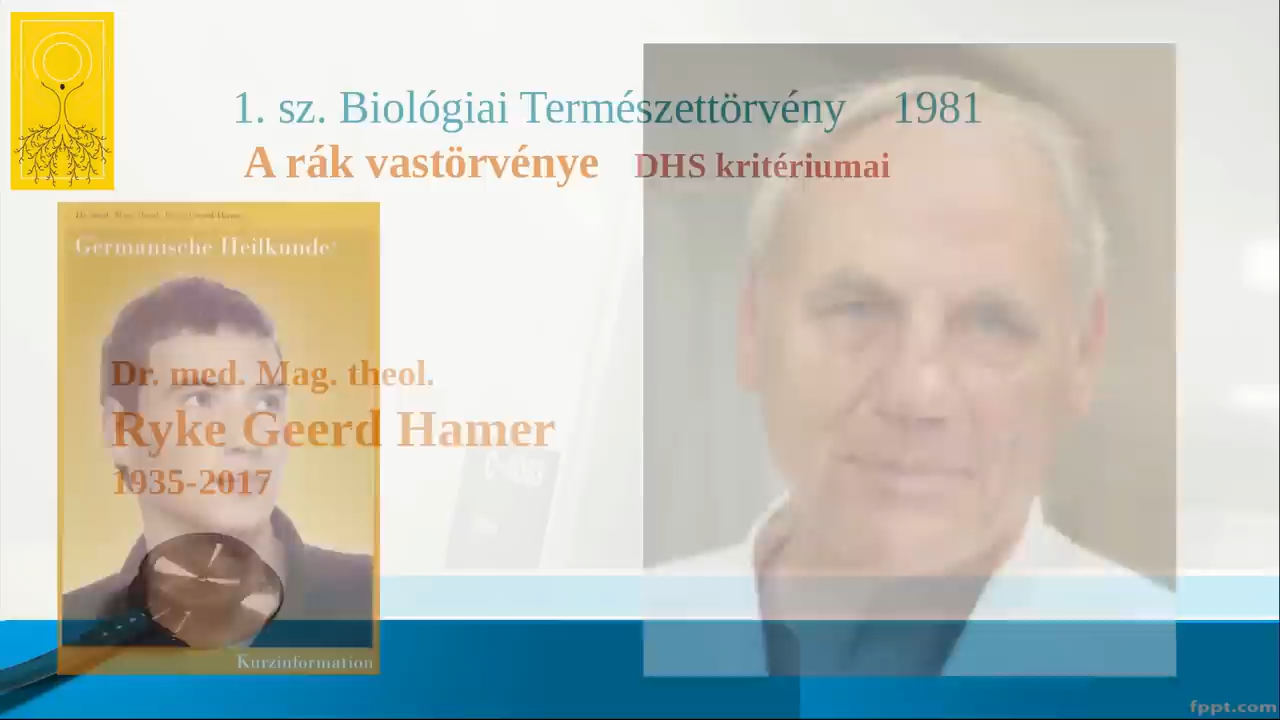 1. sz. Biológiai Természettörvény 1981
A rák vastörvénye DHS kritériumai
Germanische Heilkunde
Dr. med. Mag. theol.
Ryke Geerd Hamer
1935-2017
Kurzinformation
fppt.com